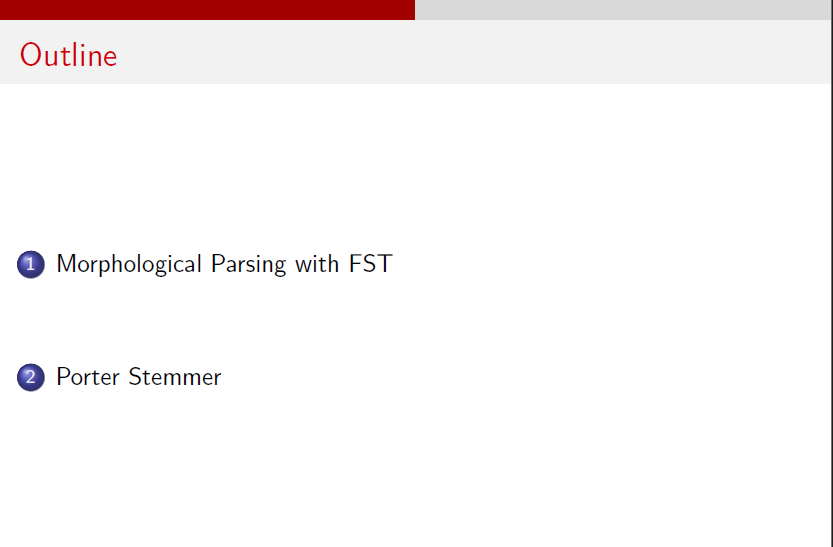 Outline
1 Morphological Parsing with FST
2 Porter Stemmer